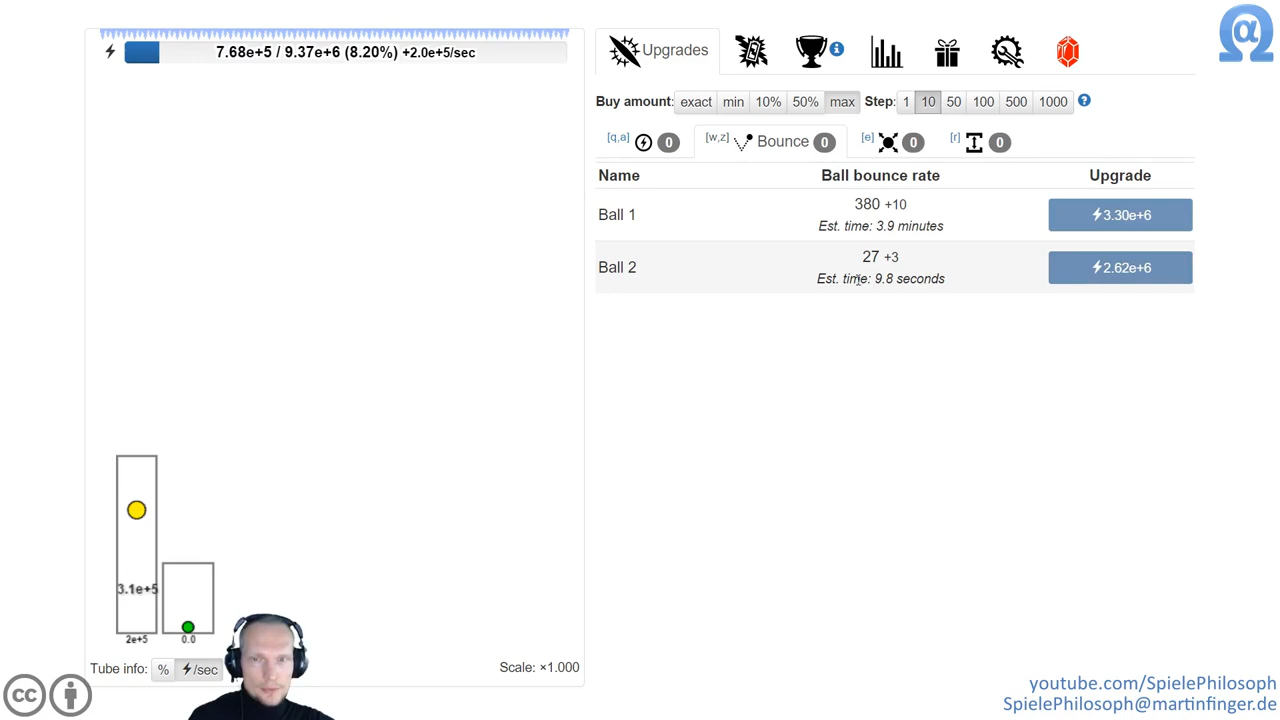 7.68e+5 / 9.37e+6 (8.20%) +2.0e+5/sec
Upgrades
Buy amount: exact min 10% 50% max Step: 1 10 50 100 500 1000
[q,a] 0 [w,z] Bounce 0 [e] 0 [r] 0
Name Ball bounce rate Upgrade
Ball 1 380 +10 3.30e+6
Est. time: 3.9 minutes
Ball 2 27 +3 2.62e+6
Est. time: 9.8 seconds
3.1e+5
2e+5 0.0
Tube info: % /sec Scale: ×1.000
cc
youtube.com/SpielePhilosoph
SpielePhilosoph@martinfinger.de